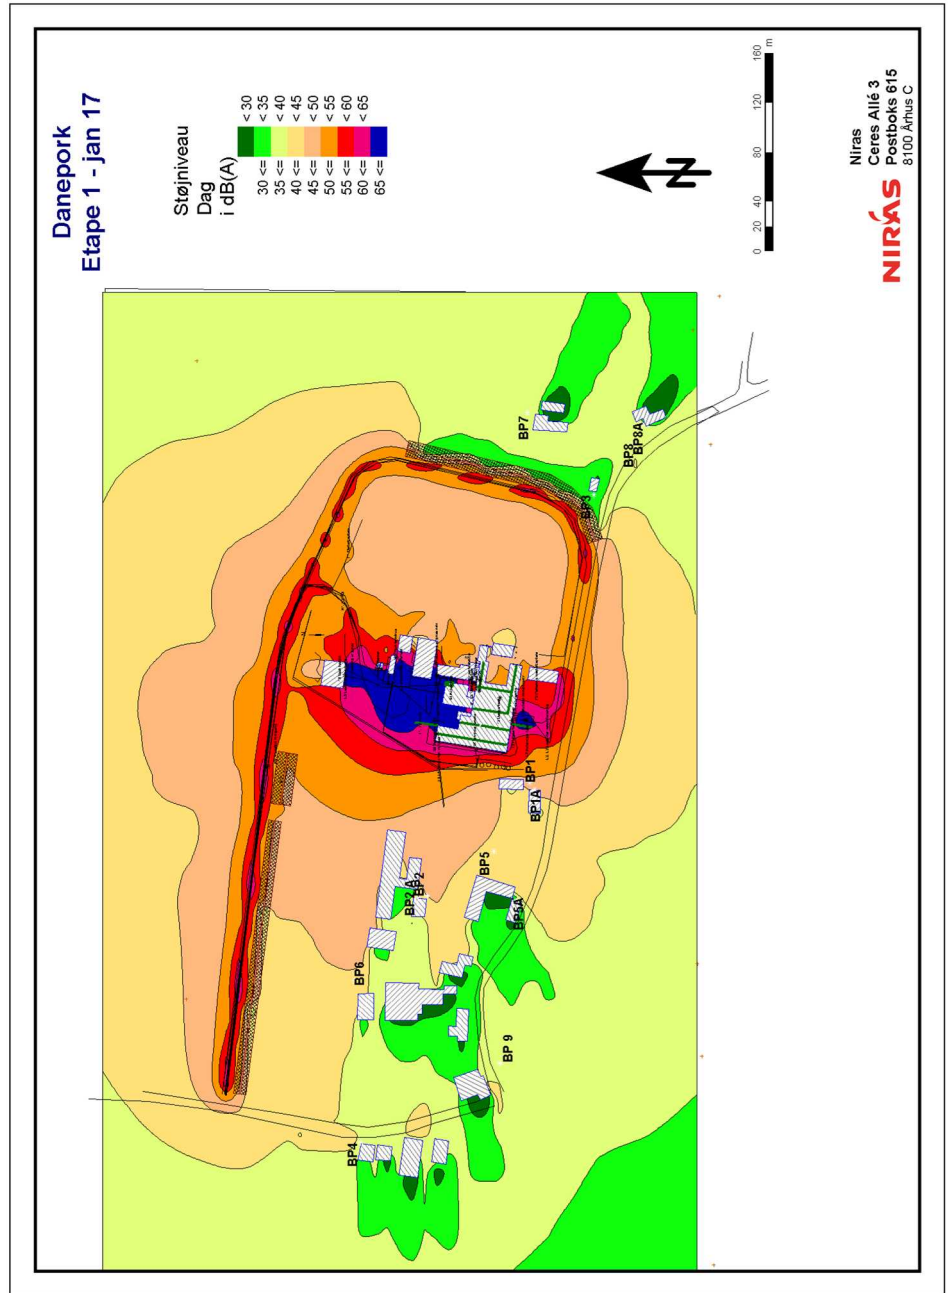 Danepork
Etape 1 - jan 17
Støjniveau
Dag
i dB(A)
< 30
30 <= < 35
35 <= < 40
40 <= < 45
45 <= < 50
50 <= < 55
55 <= < 60
60 <= < 65
65 <=
N
0 20 40 80 120 160
m
NIRAS
Niras
Ceres Allé 3
Postboks 615
8100 Århus C
BP7
BP8
BP8A
BP3
BP1
BP1A
BP5
BP5A
BP2A
BP2
BP6
BP 9
BP4